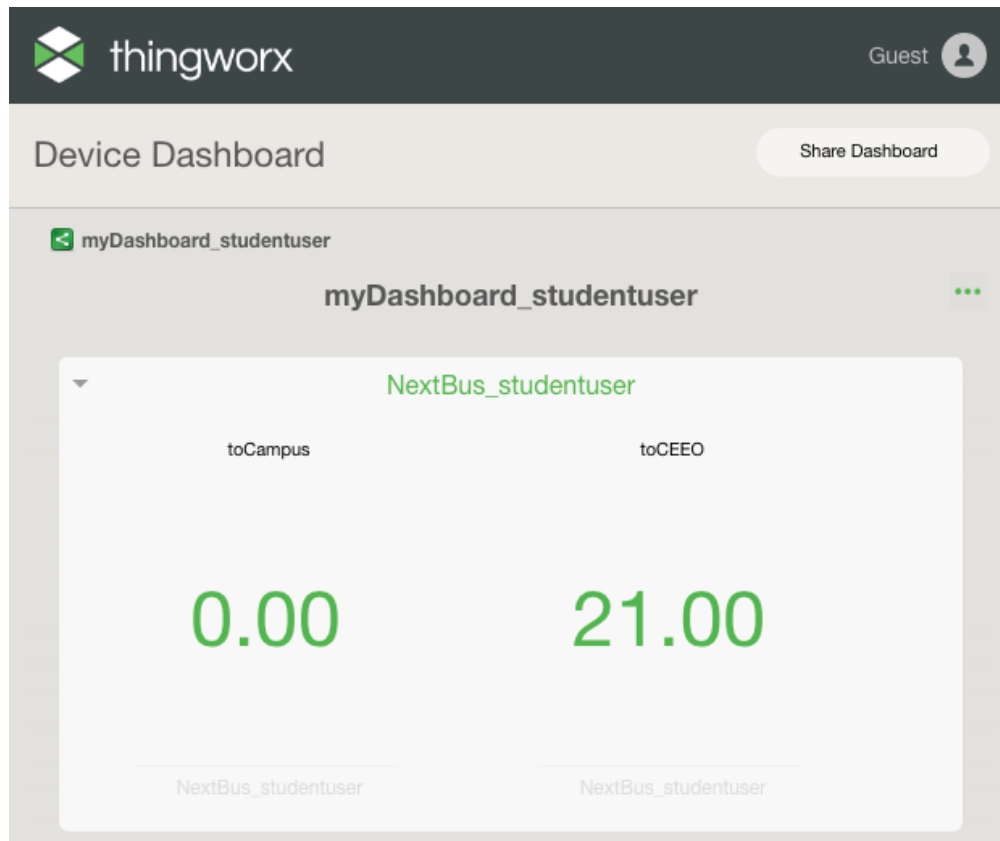 thingworx
Guest
Device Dashboard
Share Dashboard
myDashboard_studentuser
myDashboard_studentuser
NextBus_studentuser
toCampus toCEEO
0.00 21.00
NextBus_studentuser NextBus_studentuser